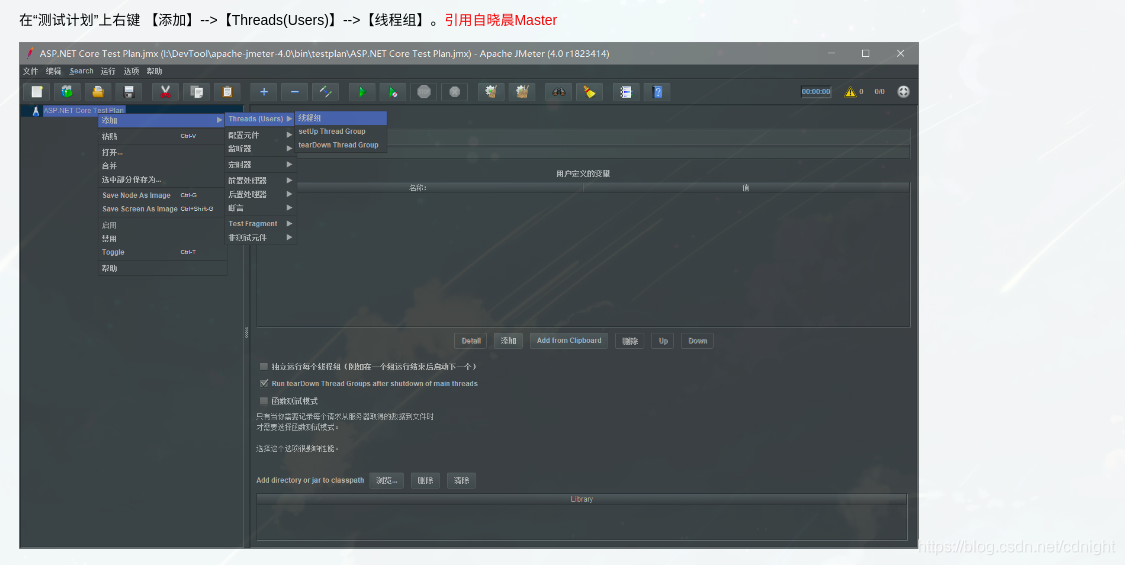 在“测试计划”上右键 【添加】-->【Threads(Users)】-->【线程组】。引用自晓晨Master
ASP.NET Core Test Plan.jmx (I:\DevTool\apache-jmeter-4.0\bin\testplan\ASP.NET Core Test Plan.jmx) - Apache JMeter (4.0 r1823414)
文件 编辑 Search 运行 选项 帮助
00:00:00 0 0/0
ASP.NET Core Test Plan
添加 Threads (Users) 线程组
粘贴 Ctrl-V 配置元件 setUp Thread Group
打开... 监听器 tearDown Thread Group
合并 定时器
选中部分保存为... 前置处理器 用户定义的变量
Save Node As Image Ctrl-G 后置处理器 名称: 值
Save Screen As Image Ctrl+Shift-G 断言
启用 Test Fragment
禁用 非测试元件
Toggle Ctrl-T
帮助
Detail 添加 Add from Clipboard 删除 Up Down
独立运行每个线程组（例如在一个组运行结束后启动下一个）
Run tearDown Thread Groups after shutdown of main threads
函数测试模式
只有当你需要记录每个请求从服务器取得的数据到文件时
才需要选择函数测试模式。
选择这个选项很影响性能。
Add directory or jar to classpath 浏览... 删除 清除
Library
https://blog.csdn.net/cdnight